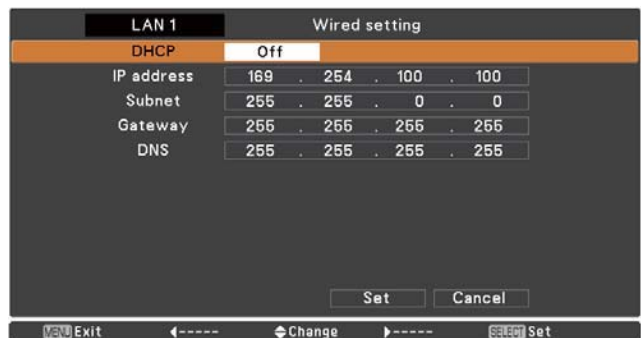 LAN 1 Wired setting
DHCP Off
IP address 169 . 254 . 100 . 100
Subnet 255 . 255 . 0 . 0
Gateway 255 . 255 . 255 . 255
DNS 255 . 255 . 255 . 255
Set Cancel
MENU Exit ◀----- Change ▶----- SELECT Set